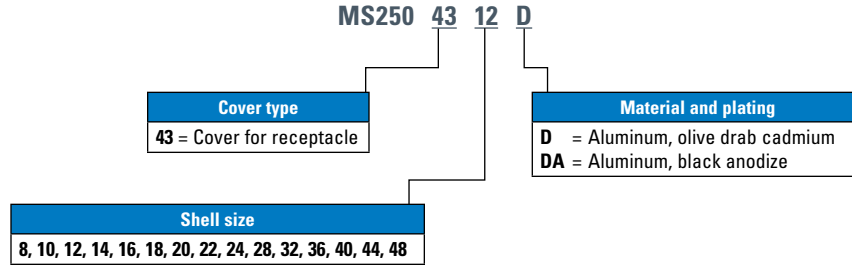 MS250 43 12 D
Cover type
43 = Cover for receptacle
Material and plating
D = Aluminum, olive drab cadmium
DA = Aluminum, black anodize
Shell size
8, 10, 12, 14, 16, 18, 20, 22, 24, 28, 32, 36, 40, 44, 48